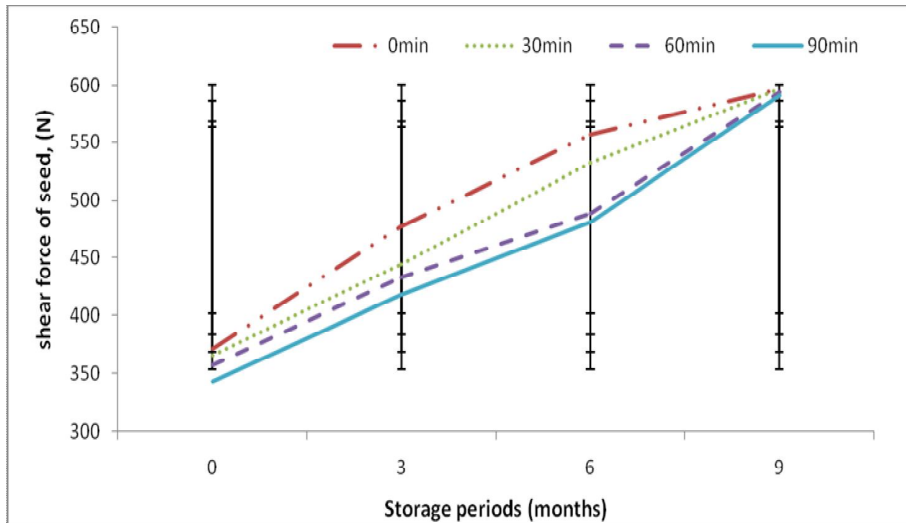 650
0min 30min 60min 90min
600
550
500
450
400
350
300
shear force of seed, (N)
0 3 6 9
Storage periods (months)